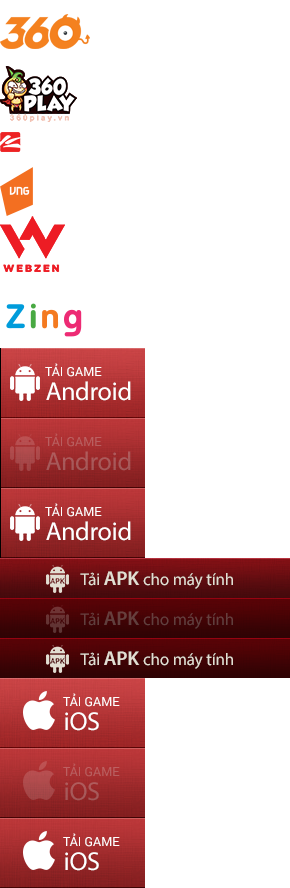 360
360
PLAY
360play.vn
VNG
WEBZEN
Zing
TẢI GAME
Android
TẢI GAME
Android
TẢI GAME
Android
APK
Tải APK cho máy tính
APK
Tải APK cho máy tính
APK
Tải APK cho máy tính
TẢI GAME
iOS
TẢI GAME
iOS
TẢI GAME
iOS